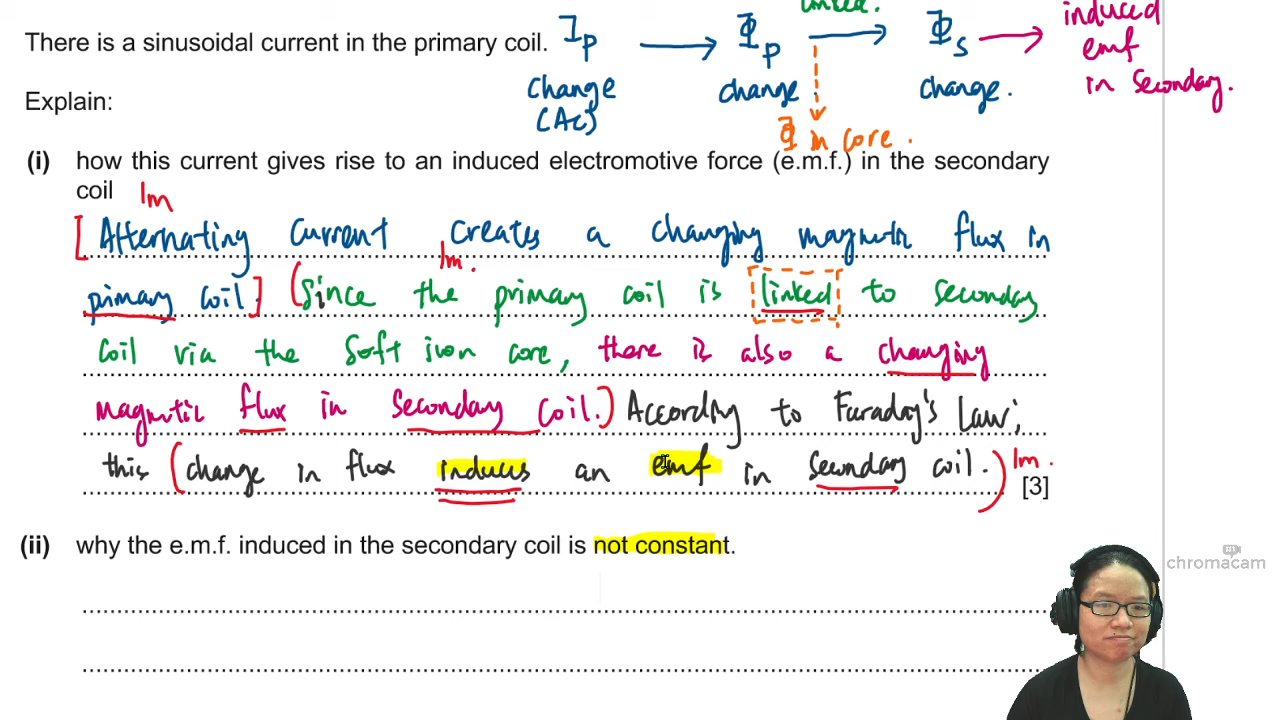 linked.
There is a sinusoidal current in the primary coil. Ip → Φp → Φs → induced emf in Secondary.
Explain: change (AC) change. change.
Φ in core.
(i) how this current gives rise to an induced electromotive force (e.m.f.) in the secondary
coil 1m
[Alternating current creates a changing magnetic flux in
1m.
primary coil.] (Since the primary coil is linked to secondary
coil via the soft iron core, there is also a changing
magnetic flux in secondary coil.) According to Faraday's Law,
this (change in flux induces an emf in secondary coil.) 1m.
[3]
(ii) why the e.m.f. induced in the secondary coil is not constant.
chromacam